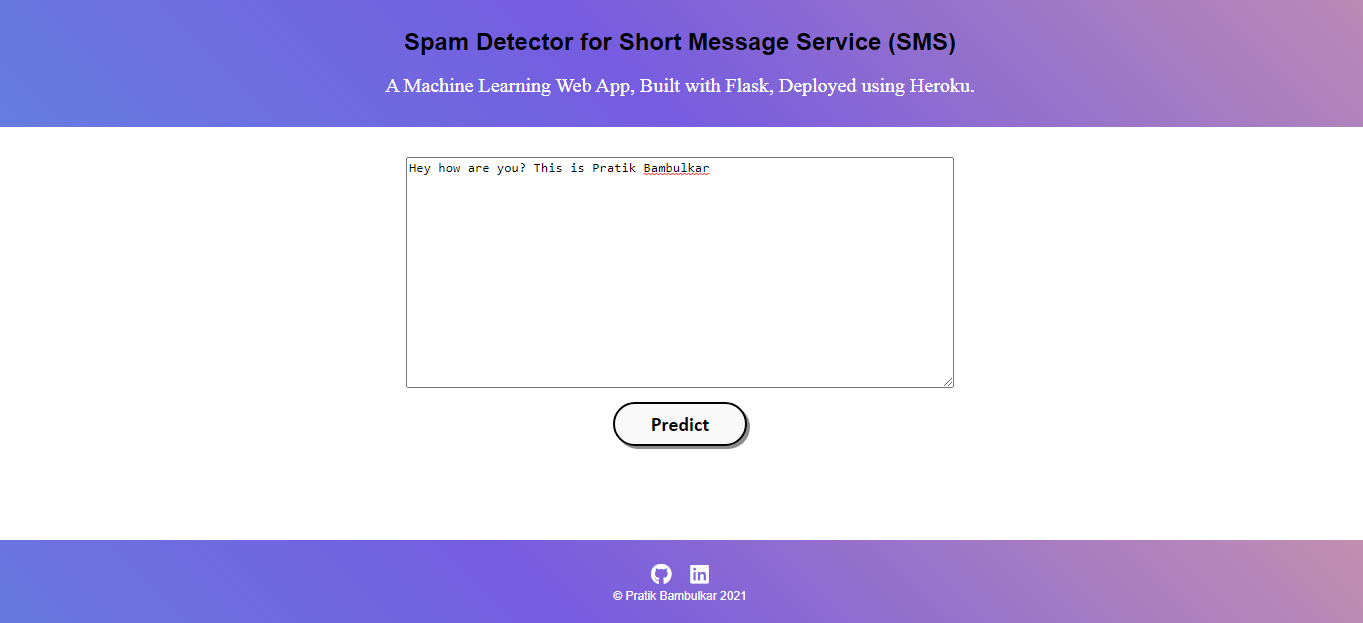 Spam Detector for Short Message Service (SMS)
A Machine Learning Web App, Built with Flask, Deployed using Heroku.
Hey how are you? This is Pratik Bambulkar
Predict
in
© Pratik Bambulkar 2021